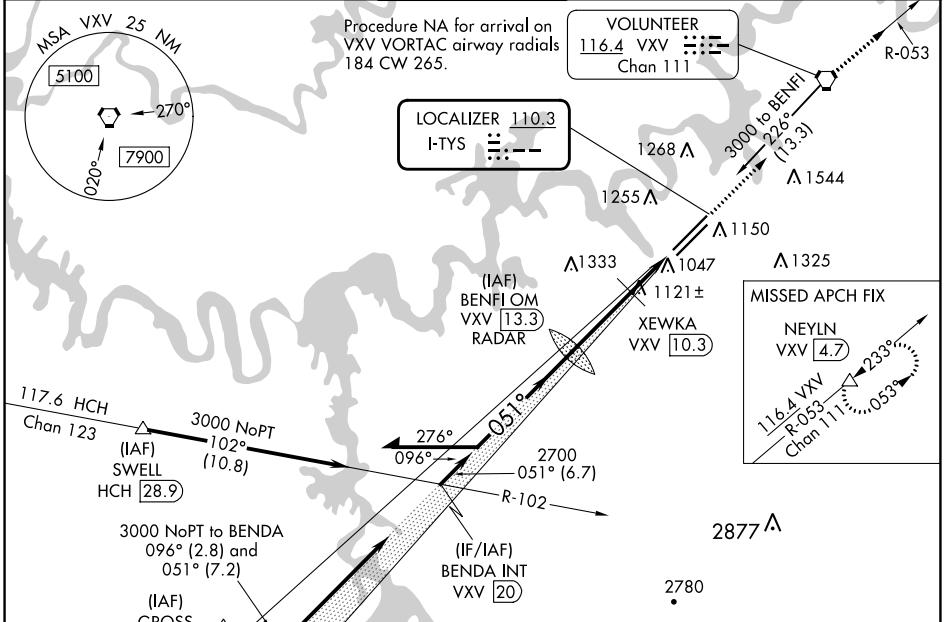 MSA VXV 25 NM
5100
270°
020°
7900
Procedure NA for arrival on
VXV VORTAC airway radials
184 CW 265.
VOLUNTEER
116.4 VXV
Chan 111
R-053
LOCALIZER 110.3
I-TYS
3000 to BENFI
226°
(13.3)
1268
1544
1255
1150
1333
1047
1325
1121±
(IAF)
BENFI OM
VXV 13.3
RADAR
XEWKA
VXV 10.3
MISSED APCH FIX
NEYLN
VXV 4.7
233°
053°
116.4 VXV
R-053
Chan 111
117.6 HCH
Chan 123
3000 NoPT
102°
(10.8)
(IAF)
SWELL
HCH 28.9
051°
276°
096°
2700
051° (6.7)
R-102
3000 NoPT to BENDA
096° (2.8) and
051° (7.2)
(IF/IAF)
BENDA INT
VXV 20
2877
2780
(IAF)